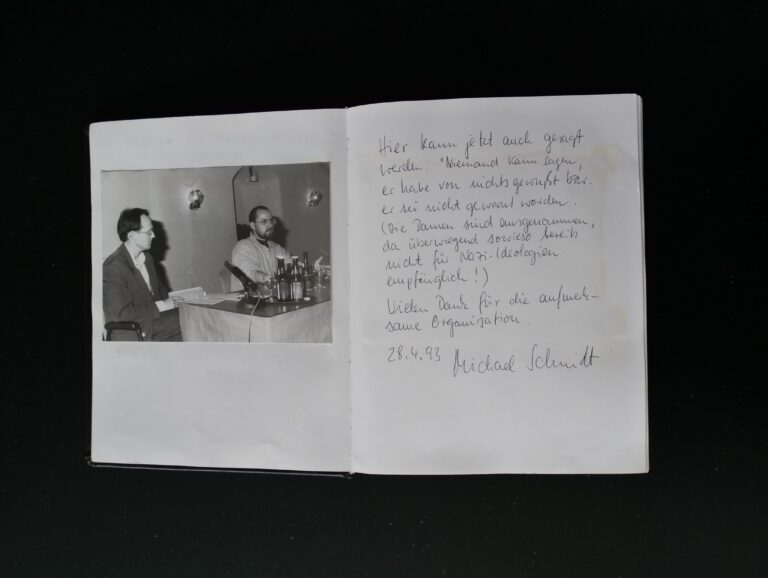 Hier kann jetzt auch gesagt
werden: "Niemand kann sagen,
er habe von nichts gewußt bzw.
er sei nicht gewarnt worden.
(Die Damen sind ausgenommen,
da überwiegend sowieso bereits
nicht für Nazi-Ideologien
empfänglich!)
Vielen Dank für die aufmerk-
same Organisation.
28.4.93 Michael Schmidt